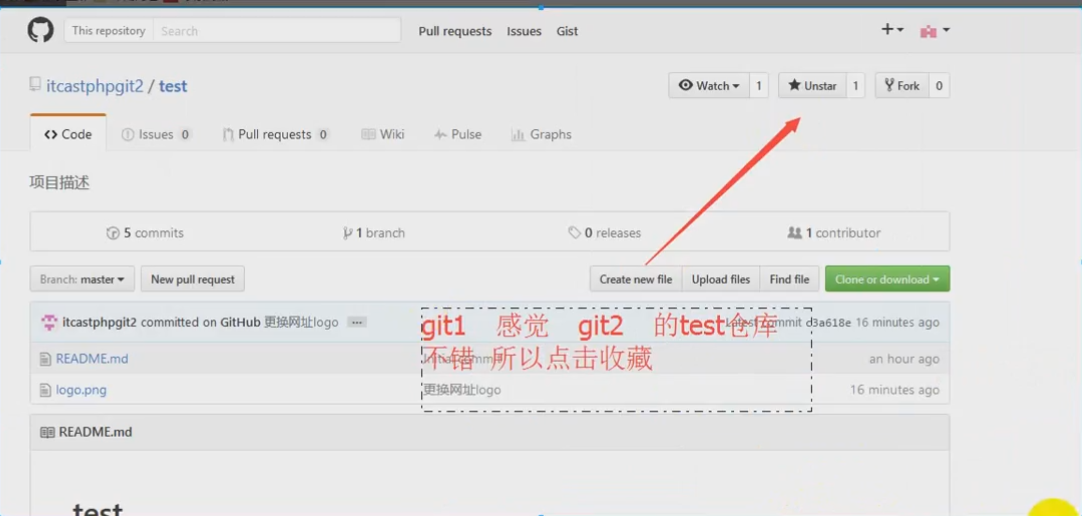 This repository Search Pull requests Issues Gist
itcastphpgit2 / test Watch 1 Unstar 1 Fork 0
Code Issues 0 Pull requests 0 Wiki Pulse Graphs
项目描述
5 commits 1 branch 0 releases 1 contributor
Branch: master New pull request Create new file Upload files Find file Clone or download
itcastphpgit2 committed on GitHub 更换网址logo Latest commit d3a618e 16 minutes ago
git1 感觉 git2 的test仓库
不错 所以点击收藏
README.md Initial commit an hour ago
logo.png 更换网址logo 16 minutes ago
README.md
test